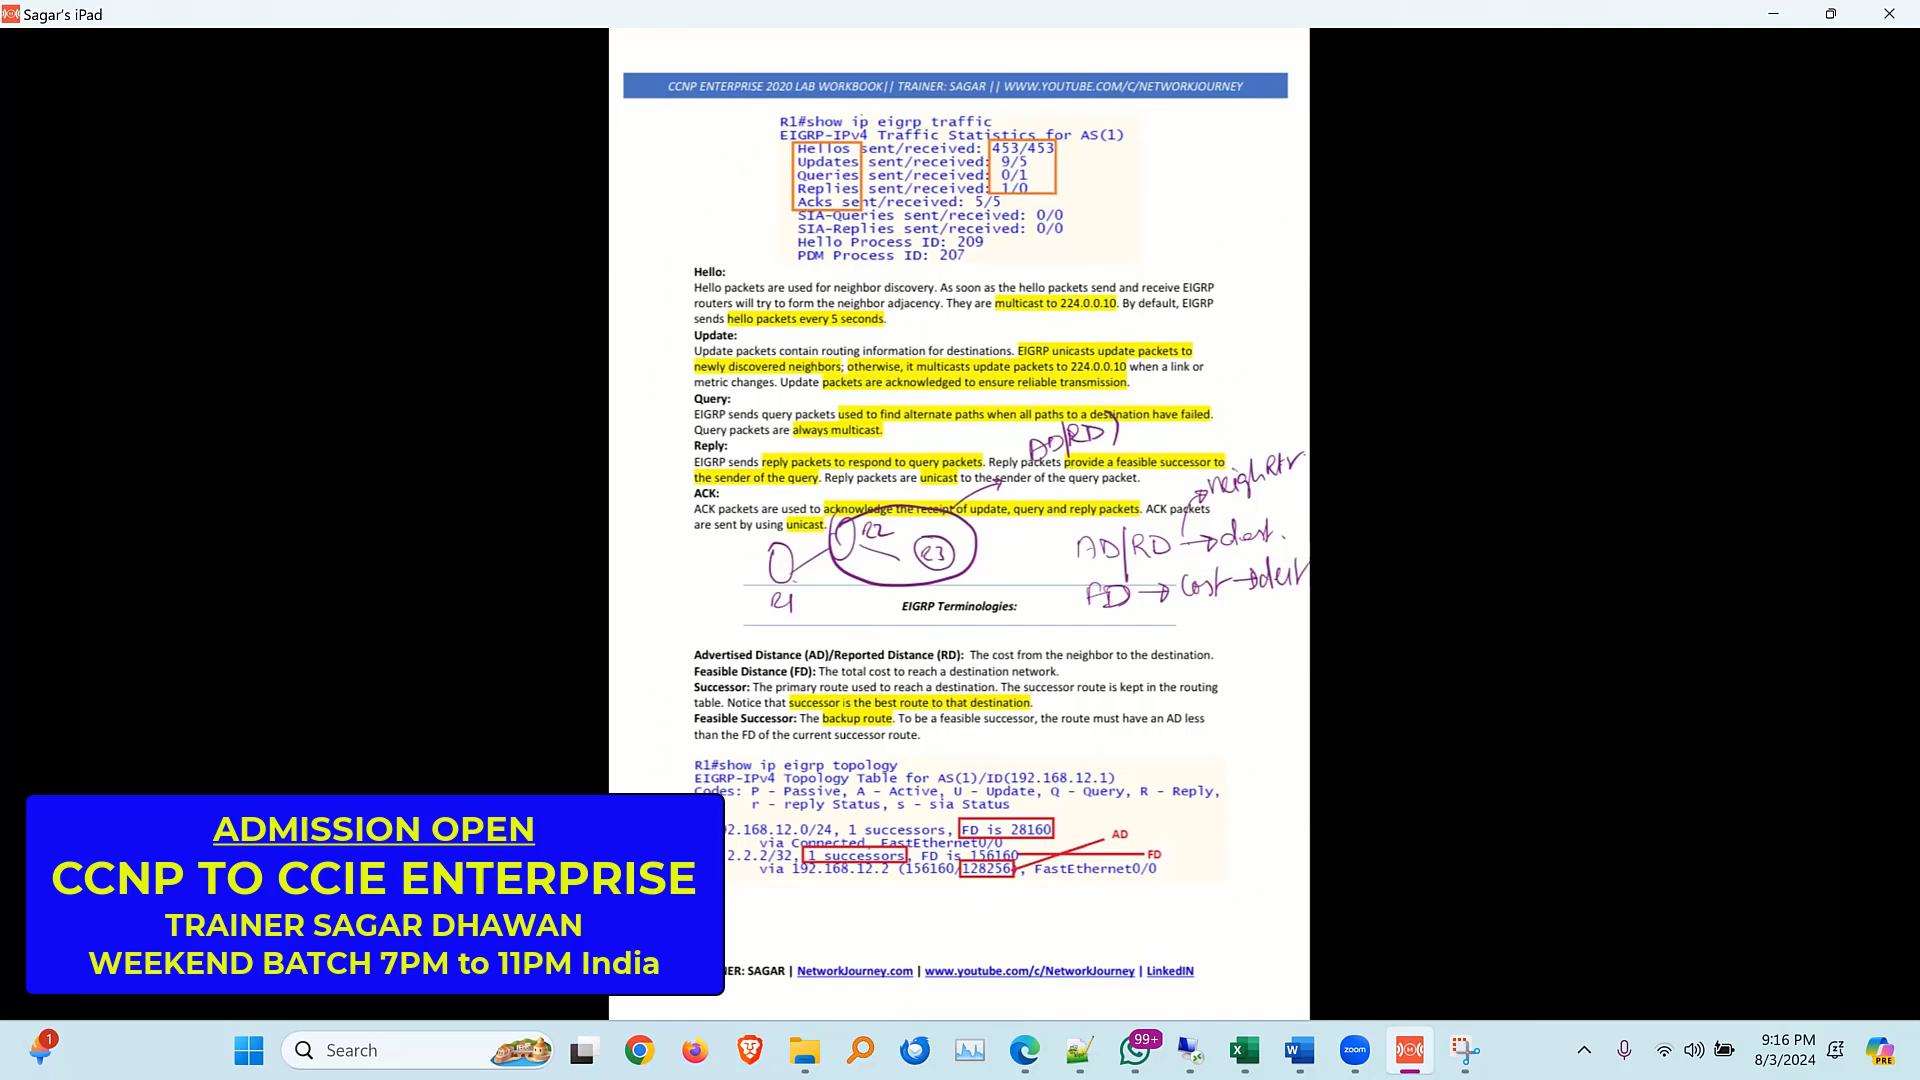 Sagar's iPad
CCNP ENTERPRISE 2020 LAB WORKBOOK|| TRAINER: SAGAR || WWW.YOUTUBE.COM/C/NETWORKJOURNEY
R1#show ip eigrp traffic
EIGRP-IPv4 Traffic Statistics for AS(1)
Hellos sent/received: 453/453
Updates sent/received: 9/5
Queries sent/received: 0/1
Replies sent/received: 1/0
Acks sent/received: 5/5
SIA-Queries sent/received: 0/0
SIA-Replies sent/received: 0/0
Hello Process ID: 209
PDM Process ID: 207
Hello:
Hello packets are used for neighbor discovery. As soon as the hello packets send and receive EIGRP
routers will try to form the neighbor adjacency. They are multicast to 224.0.0.10. By default, EIGRP
sends hello packets every 5 seconds.
Update:
Update packets contain routing information for destinations. EIGRP unicasts update packets to
newly discovered neighbors; otherwise, it multicasts update packets to 224.0.0.10 when a link or
metric changes. Update packets are acknowledged to ensure reliable transmission.
Query:
EIGRP sends query packets used to find alternate paths when all paths to a destination have failed.
Query packets are always multicast.
AD/RD)
Reply:
EIGRP sends reply packets to respond to query packets. Reply packets provide a feasible successor to
the sender of the query. Reply packets are unicast to the sender of the query packet.
ACK:
ACK packets are used to acknowledge the receipt of update, query and reply packets. ACK packets
are sent by using unicast.
R2
R3
R1
AD/RD → dest.
FD → cost → dest
EIGRP Terminologies:
Advertised Distance (AD)/Reported Distance (RD): The cost from the neighbor to the destination.
Feasible Distance (FD): The total cost to reach a destination network.
Successor: The primary route used to reach a destination. The successor route is kept in the routing
table. Notice that successor is the best route to that destination.
Feasible Successor: The backup route. To be a feasible successor, the route must have an AD less
than the FD of the current successor route.
R1#show ip eigrp topology
EIGRP-IPv4 Topology Table for AS(1)/ID(192.168.12.1)
Codes: P - Passive, A - Active, U - Update, Q - Query, R - Reply,
r - reply Status, s - sia Status
2.168.12.0/24, 1 successors, FD is 28160
via Connected, FastEthernet0/0
2.2.2/32, 1 successors, FD is 156160
via 192.168.12.2 (156160/128256), FastEthernet0/0
AD
FD
ADMISSION OPEN
CCNP TO CCIE ENTERPRISE
TRAINER SAGAR DHAWAN
WEEKEND BATCH 7PM to 11PM India
NER: SAGAR | NetworkJourney.com | www.youtube.com/c/NetworkJourney | LinkedIN
1
Search
99+
zoom
9:16 PM
8/3/2024
PRE